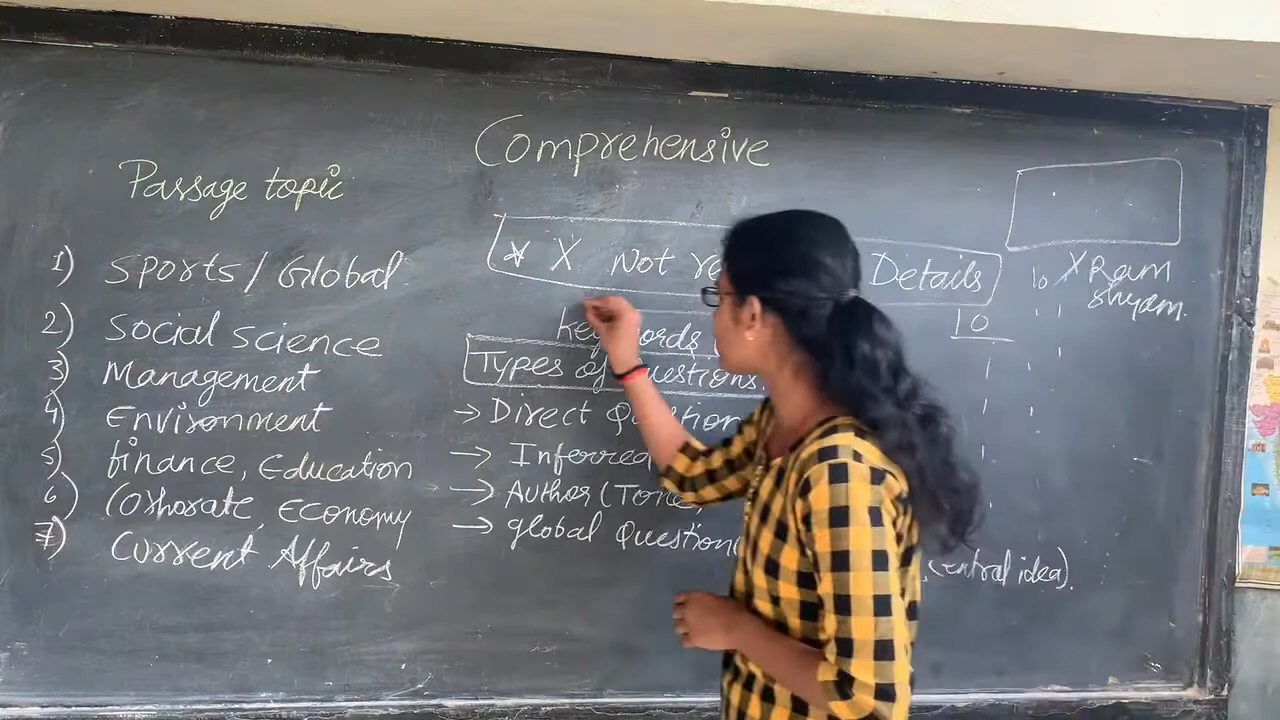 Comprehensive
Passage topic
1) Sports / Global
2) Social science
3) Management
4) Environment
5) finance, Education
6) Corporate, Economy
7) Current Affairs
* X Not Details
10
Types of Questions.
→ Direct Question
→ Inferred
→ Author (Tone
→ global Question
central idea).
10 X Ram
Shyam.